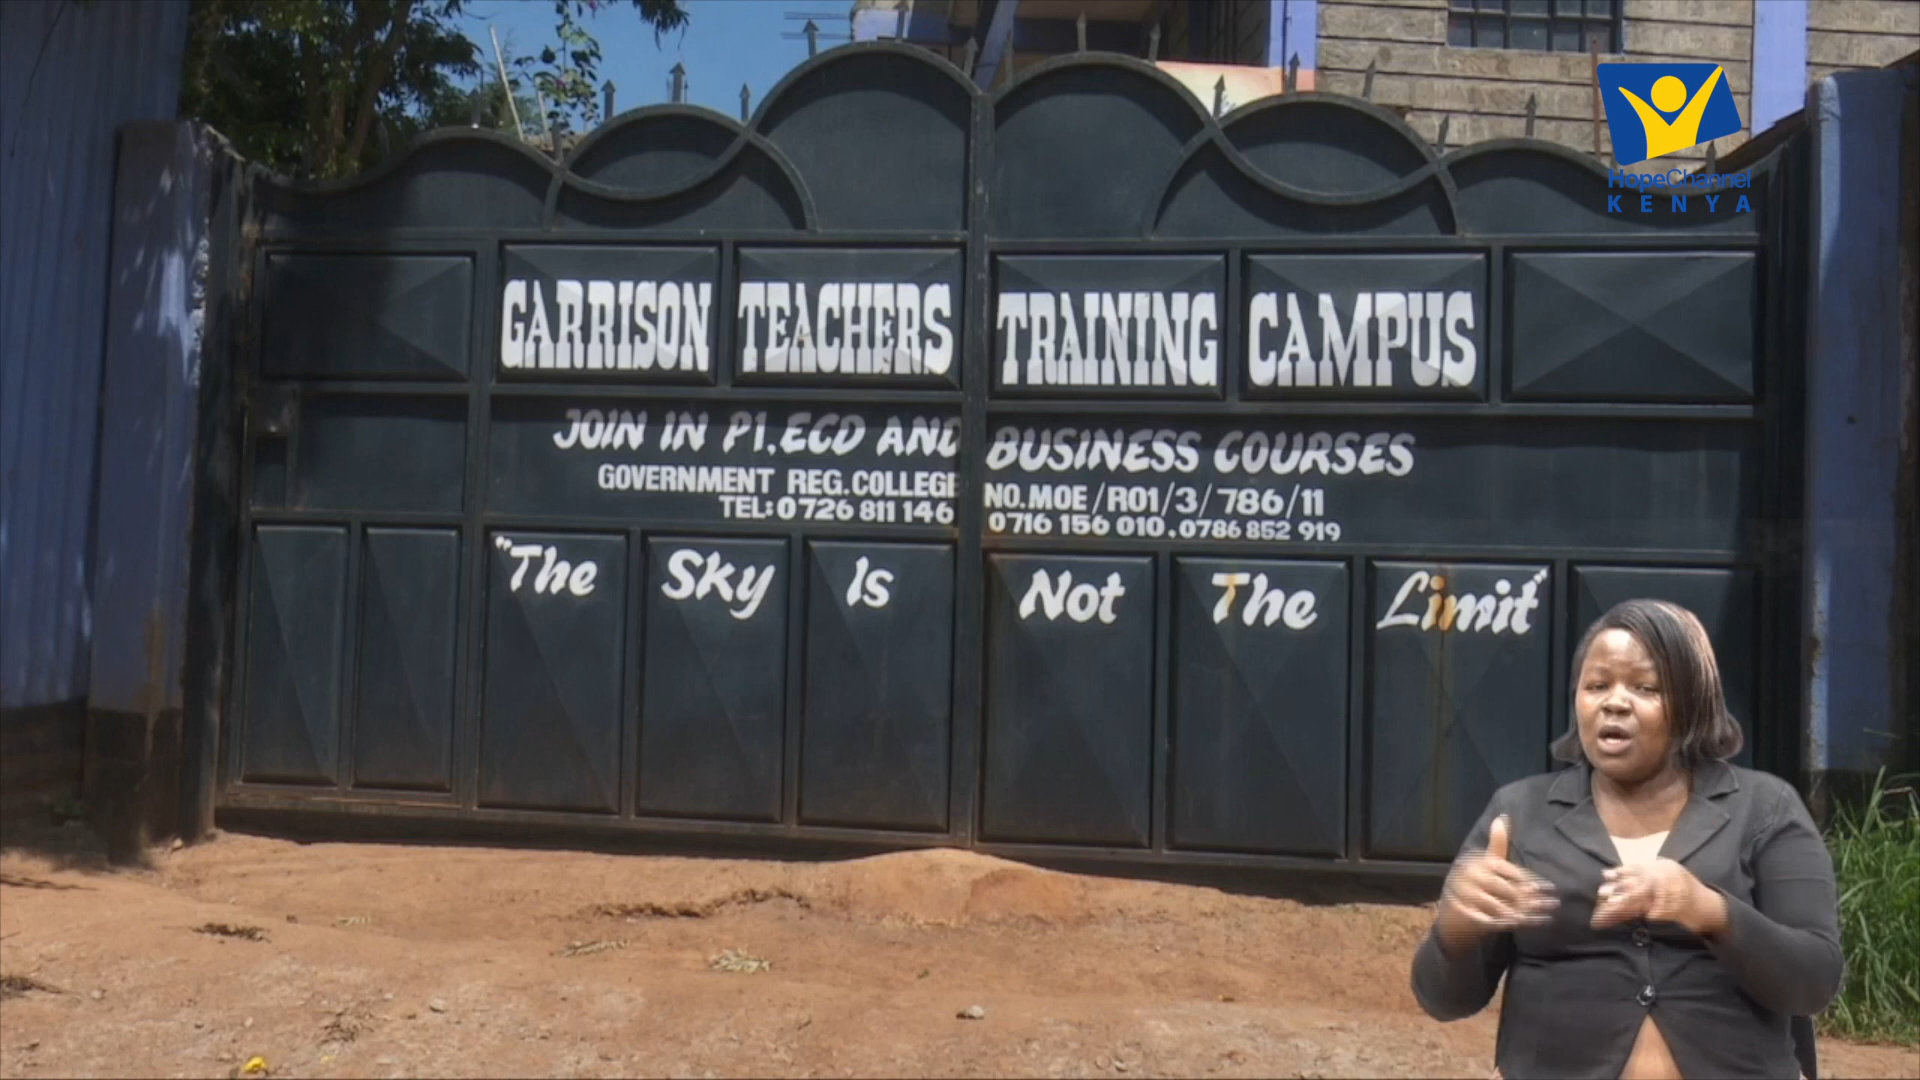 HopeChannel
KENYA
GARRISON TEACHERS TRAINING CAMPUS
JOIN IN P1,ECD AND BUSINESS COURSES
GOVERNMENT REG.COLLEGE NO.MOE/R01/3/786/11
TEL:0726 811 146 0716 156 010,0786 852 919
"The Sky Is Not The Limit"